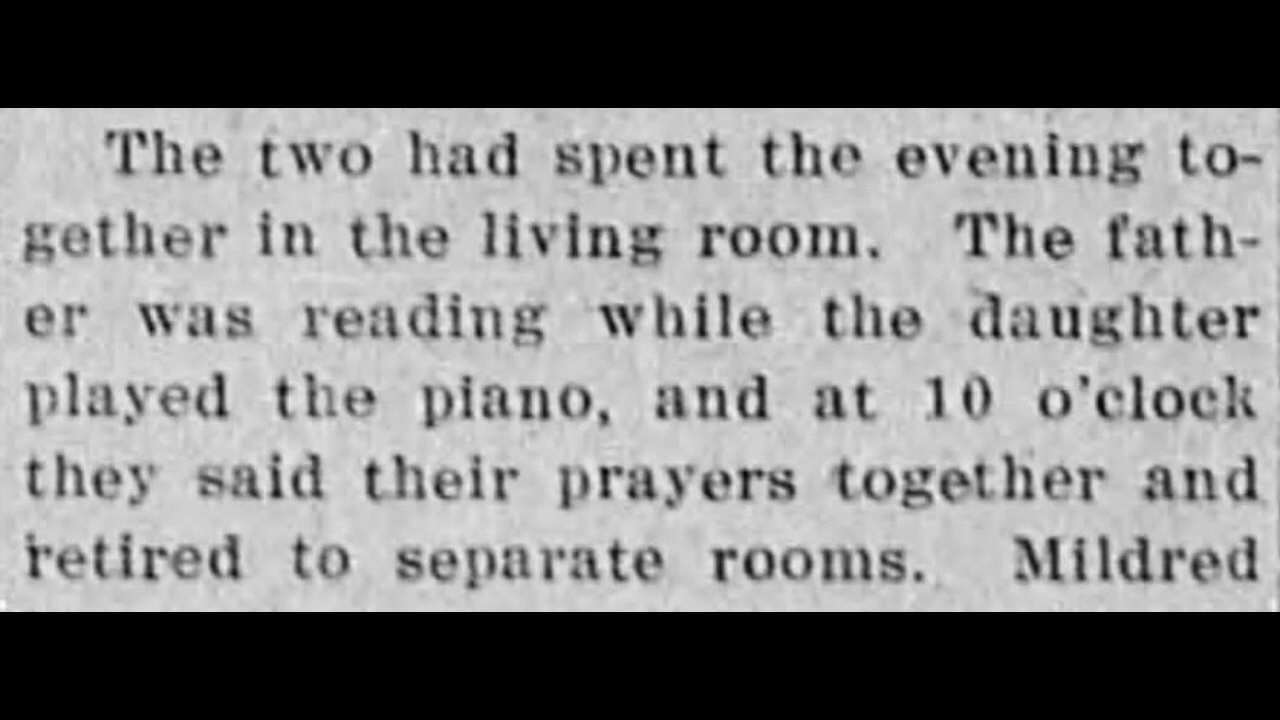 The two had spent the evening to-
gether in the living room. The fath-
er was reading while the daughter
played the piano, and at 10 o'clock
they said their prayers together and
retired to separate rooms. Mildred